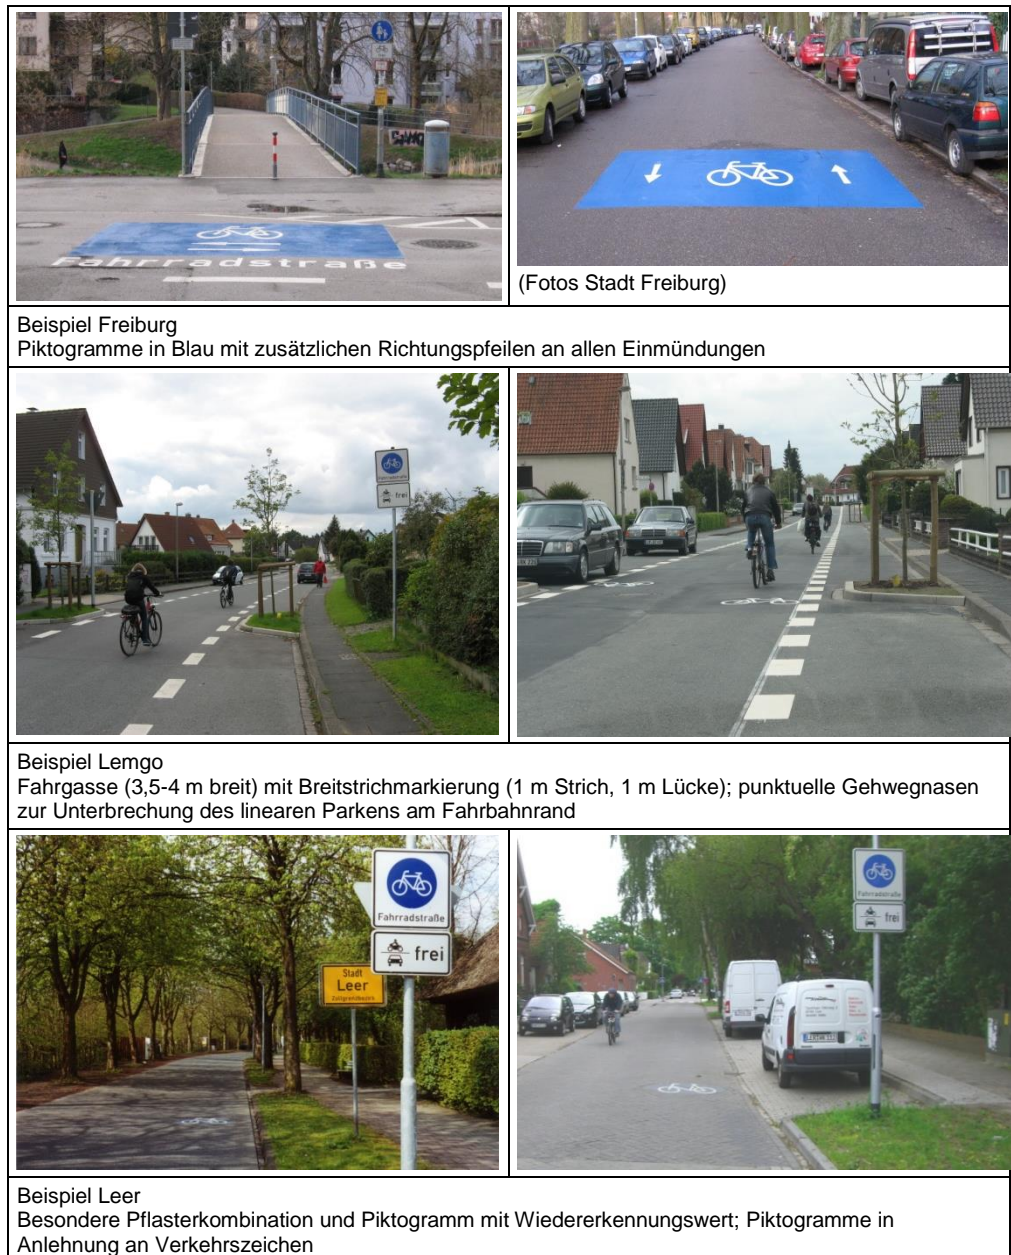 Fahrradstraße
(Fotos Stadt Freiburg)
Beispiel Freiburg
Piktogramme in Blau mit zusätzlichen Richtungspfeilen an allen Einmündungen
Fahrradstraße
frei
Beispiel Lemgo
Fahrgasse (3,5-4 m breit) mit Breitstrichmarkierung (1 m Strich, 1 m Lücke); punktuelle Gehwegnasen
zur Unterbrechung des linearen Parkens am Fahrbahnrand
Fahrradstraße
frei
Stadt
Leer
Fahrradstraße
frei
Beispiel Leer
Besondere Pflasterkombination und Piktogramm mit Wiedererkennungswert; Piktogramme in
Anlehnung an Verkehrszeichen